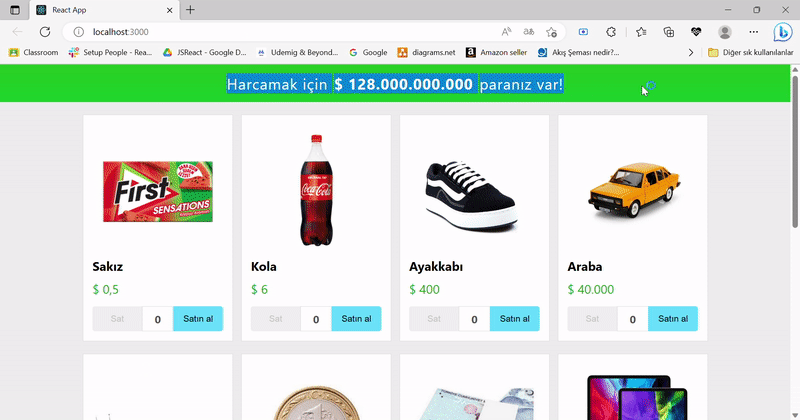 React App
localhost:3000
Classroom
Setup People - Rea...
JSReact - Google D...
Udemig & Beyond...
Google
diagrams.net
Amazon seller
Akış Şeması nedir?...
Diğer sık kullanılanlar
Harcamak için $ 128.000.000.000 paranız var!
First
SENSATIONS
Coca-Cola
Sakız
Kola
Ayakkabı
Araba
$ 0,5
$ 6
$ 400
$ 40.000
Sat 0 Satın al
Sat 0 Satın al
Sat 0 Satın al
Sat 0 Satın al